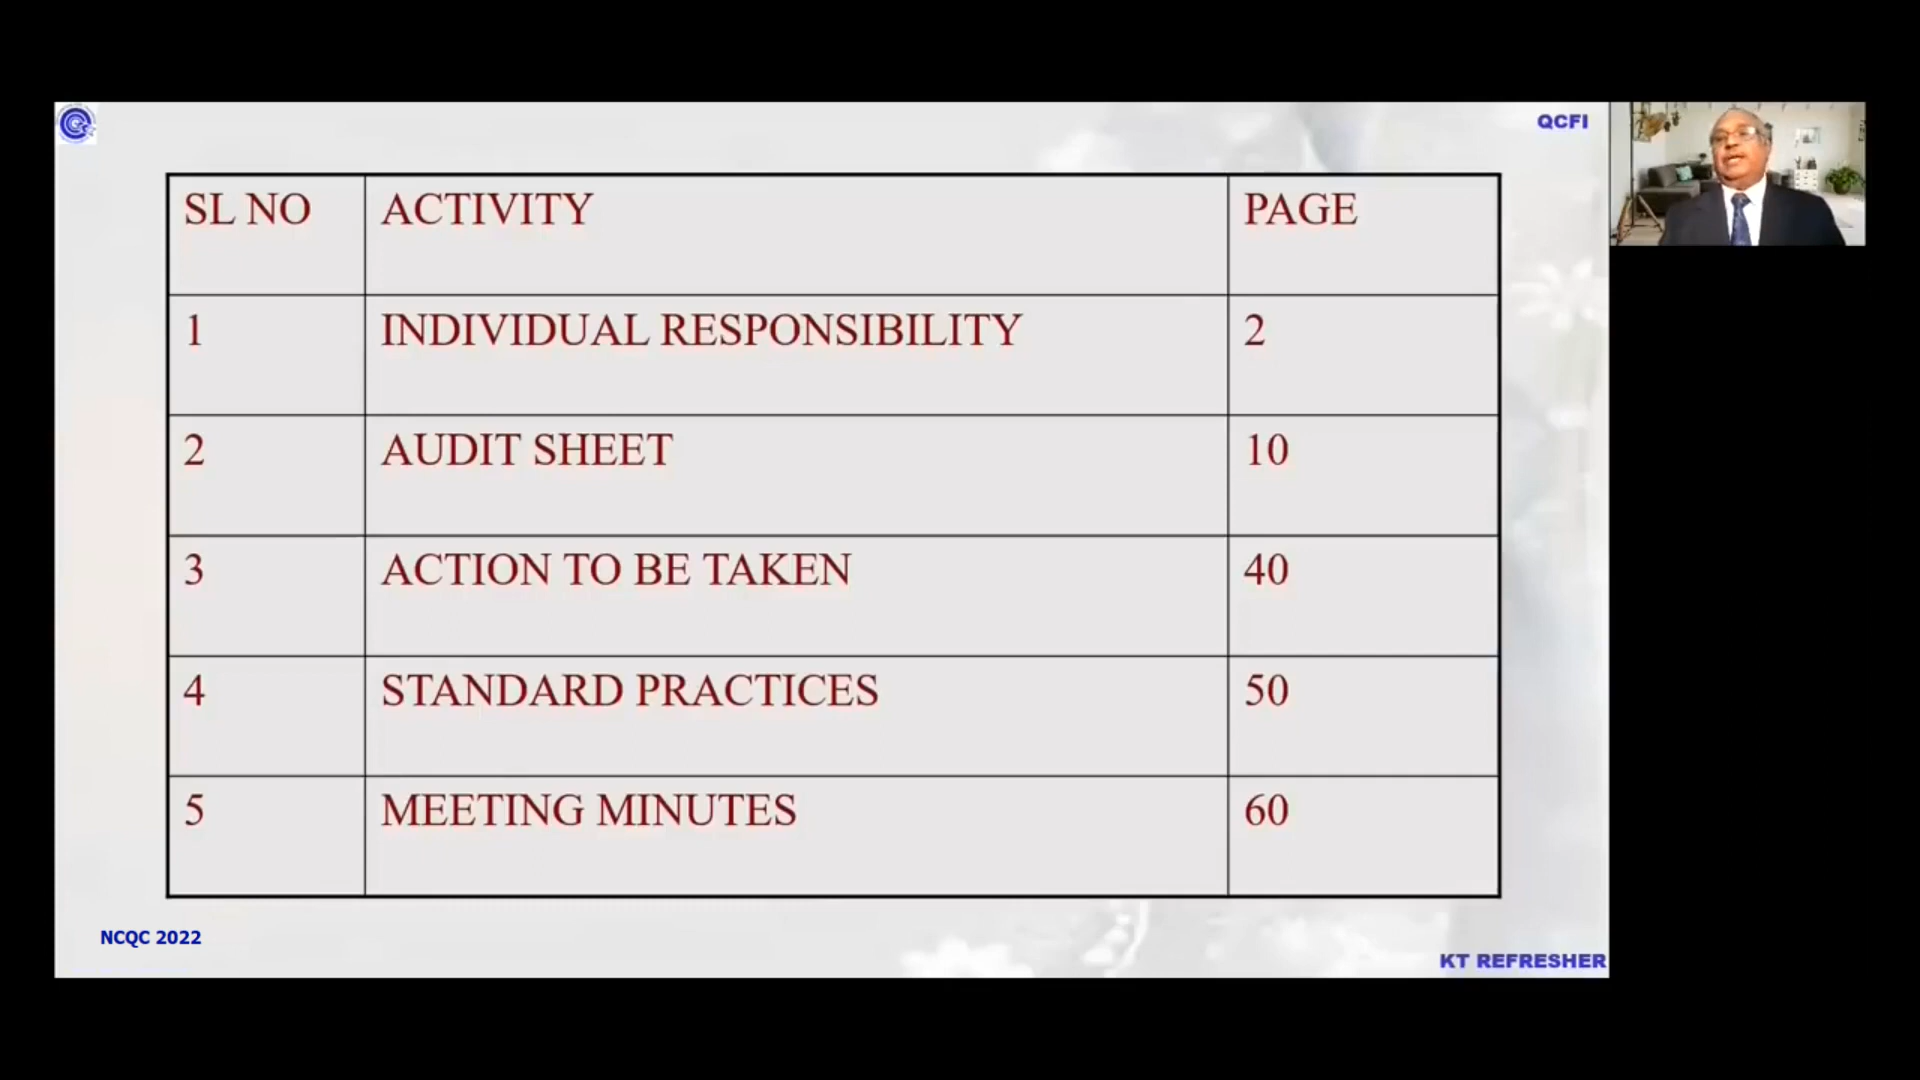 QCFI
SL NO ACTIVITY PAGE
1 INDIVIDUAL RESPONSIBILITY 2
2 AUDIT SHEET 10
3 ACTION TO BE TAKEN 40
4 STANDARD PRACTICES 50
5 MEETING MINUTES 60
NCQC 2022
KT REFRESHER